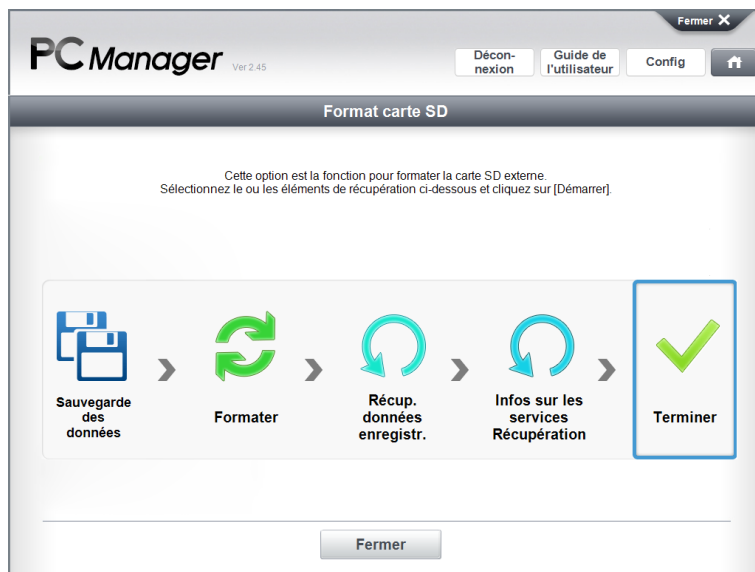 Fermer X
PC Manager Ver 2.45
Décon-
nexion
Guide de
l'utilisateur
Config
Format carte SD
Cette option est la fonction pour formater la carte SD externe.
Sélectionnez le ou les éléments de récupération ci-dessous et cliquez sur [Démarrer].
Sauvegarde
des
données
Formater
Récup.
données
enregistr.
Infos sur les
services
Récupération
Terminer
Fermer